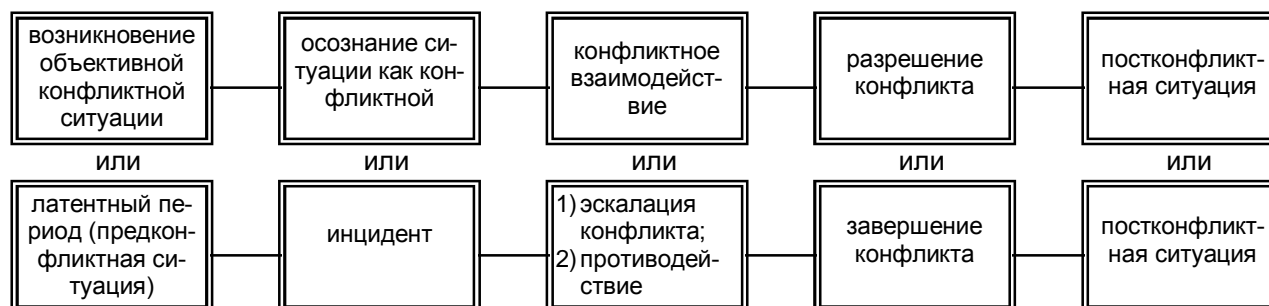 возникновение
объективной
конфликтной
ситуации
осознание си-
туации как кон-
фликтной
конфликтное
взаимодейст-
вие
разрешение
конфликта
постконфликт-
ная ситуация
или
или
или
или
или
латентный пе-
риод (предкон-
фликтная си-
туация)
инцидент
1) эскалация
конфликта;
2) противодей-
ствие
завершение
конфликта
постконфликт-
ная ситуация